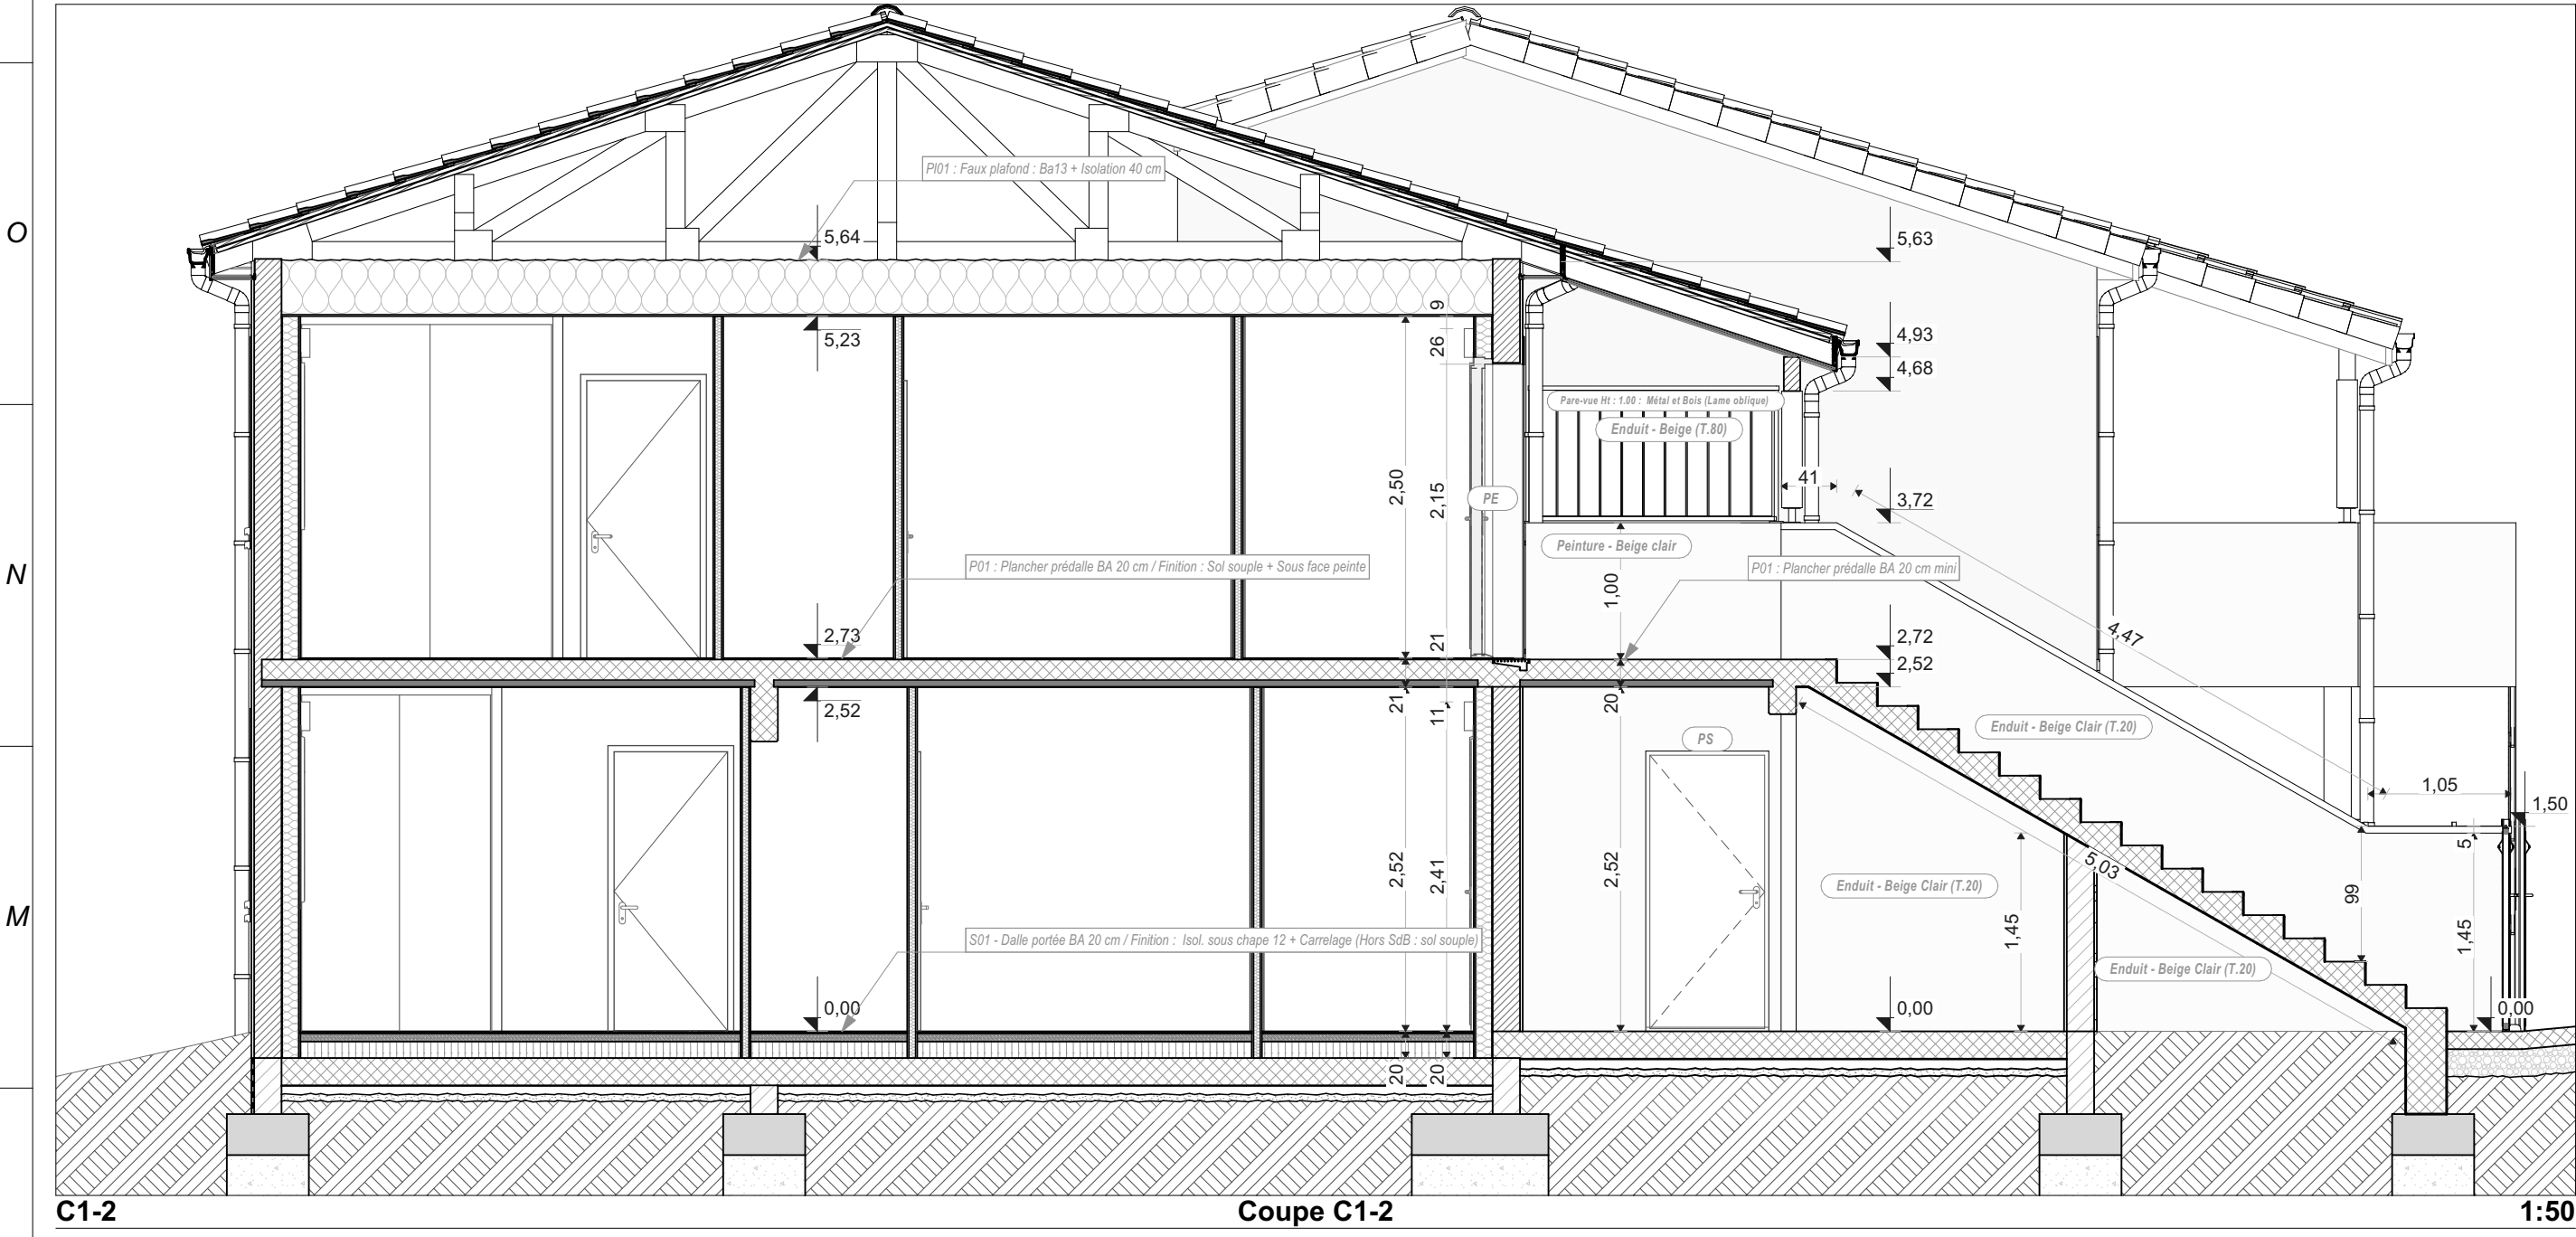 O
N
M
PI01 : Faux plafond : Ba13 + Isolation 40 cm
5,64
5,63
9
5,23
26
4,93
4,68
Pare-vue Ht : 1.00 : Métal et Bois (Lame oblique)
Enduit - Beige (T.80)
2,50
2,15
PE
41
3,72
Peinture - Beige clair
P01 : Plancher prédalle BA 20 cm / Finition : Sol souple + Sous face peinte
P01 : Plancher prédalle BA 20 cm mini
1,00
4,47
2,73
21
2,72
2,52
2,52
21
11
20
PS
Enduit - Beige Clair (T.20)
1,05
1,50
2,52
2,41
2,52
5,03
5
Enduit - Beige Clair (T.20)
99
1,45
1,45
S01 - Dalle portée BA 20 cm / Finition : Isol. sous chape 12 + Carrelage (Hors SdB : sol souple)
Enduit - Beige Clair (T.20)
0,00
0,00
0,00
20
20
C1-2
Coupe C1-2
1:50